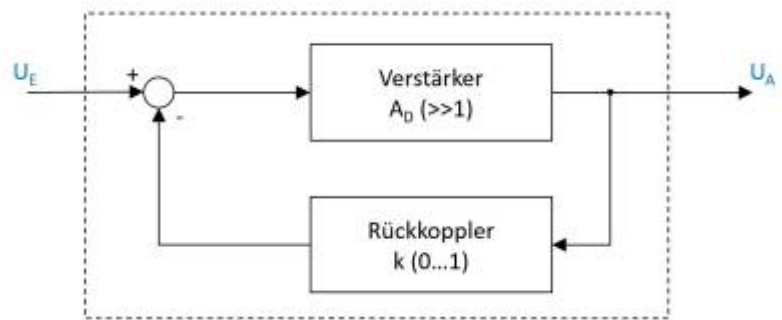 U_E
+
-
Verstärker
A_D (>>1)
U_A
Rückkoppler
k (0...1)